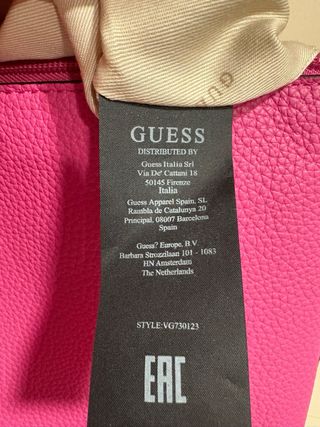 GUESS
DISTRIBUTED BY
Guess Italia Srl
Via De' Cattani 18
50145 Firenze
Italia
Guess Apparel Spain, SL
Rambla de Catalunya 20
Principal, 08007 Barcelona
Spain
Guess? Europe, B.V.
Barbara Strozzilaan 101 - 1083
HN Amsterdam
The Netherlands
STYLE:VG730123
EAC